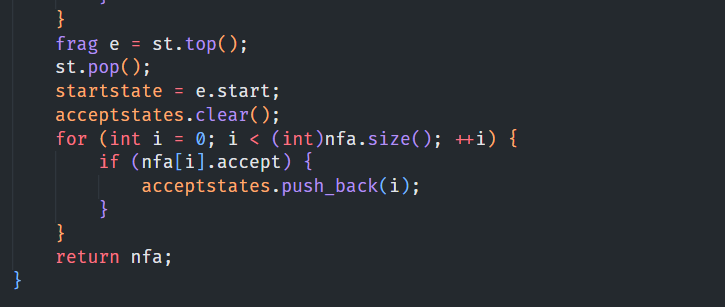 }
}
frag e = st.top();
st.pop();
startstate = e.start;
acceptstates.clear();
for (int i = 0; i < (int)nfa.size(); ++i) {
if (nfa[i].accept) {
acceptstates.push_back(i);
}
}
return nfa;
}